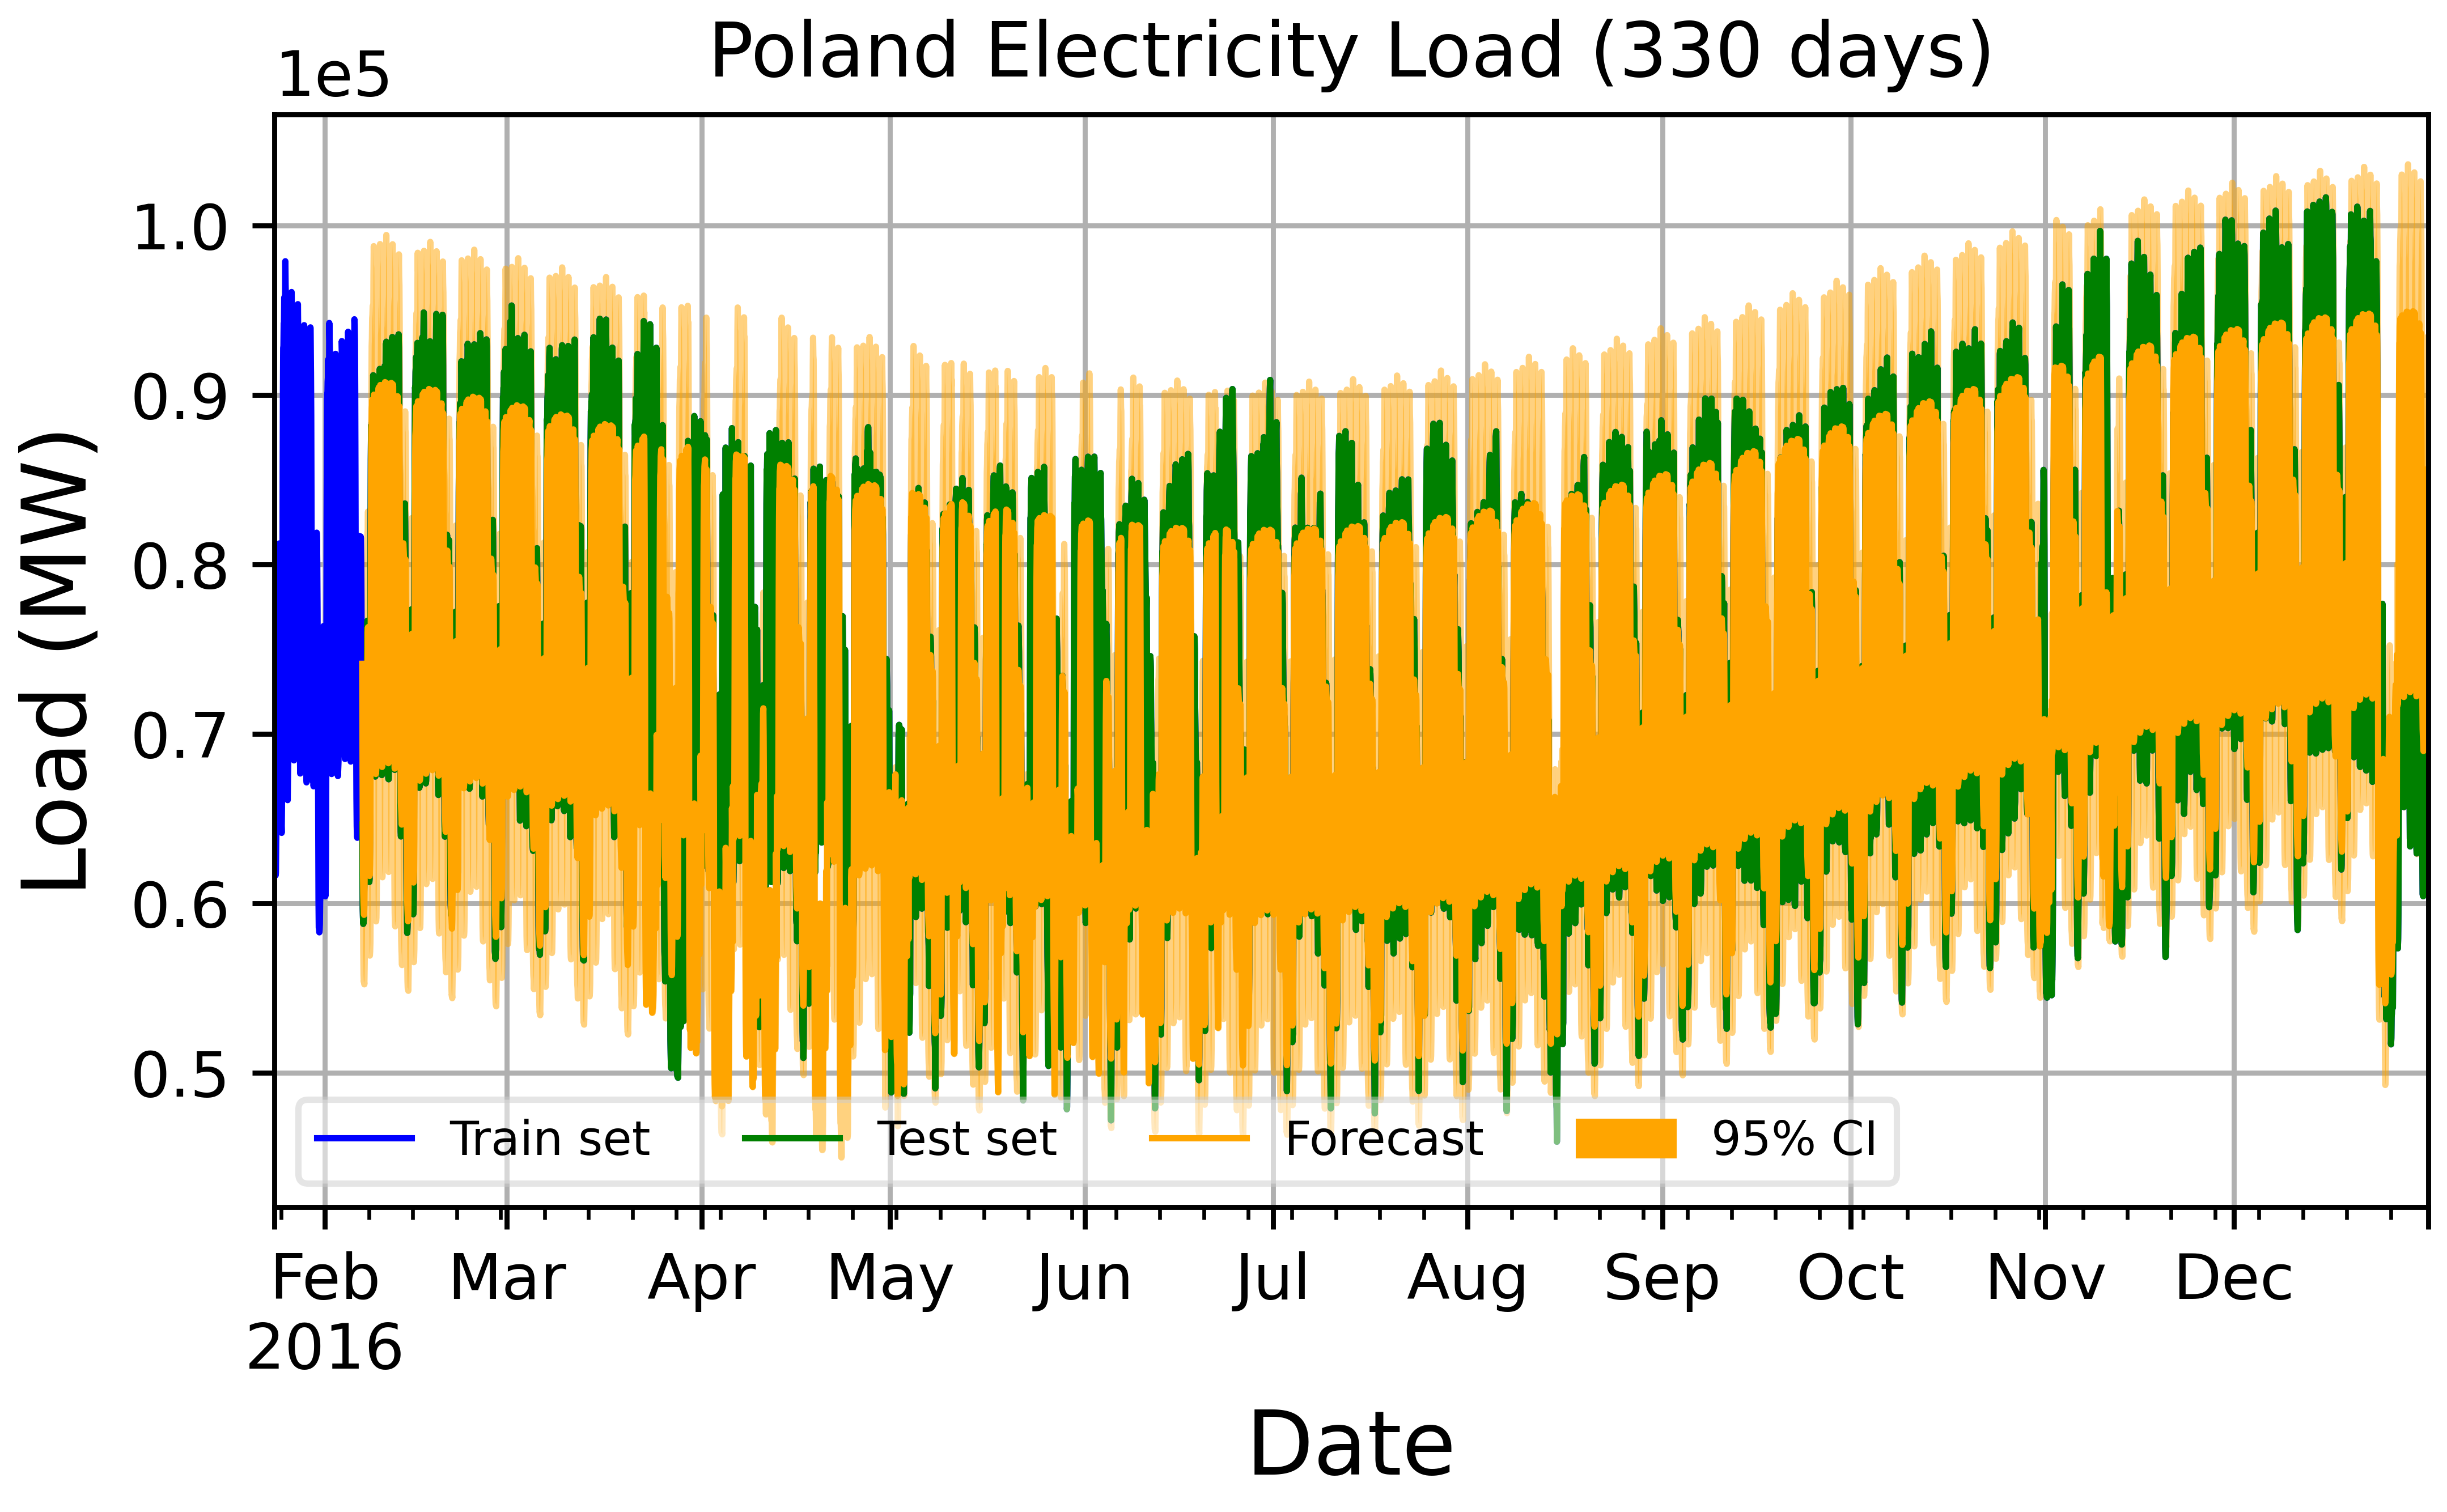 Poland Electricity Load (330 days)
1e5
Load (MW)
1.0
0.9
0.8
0.7
0.6
0.5
Train set
Test set
Forecast
95% CI
Feb
Mar
Apr
May
Jun
Jul
Aug
Sep
Oct
Nov
Dec
2016
Date